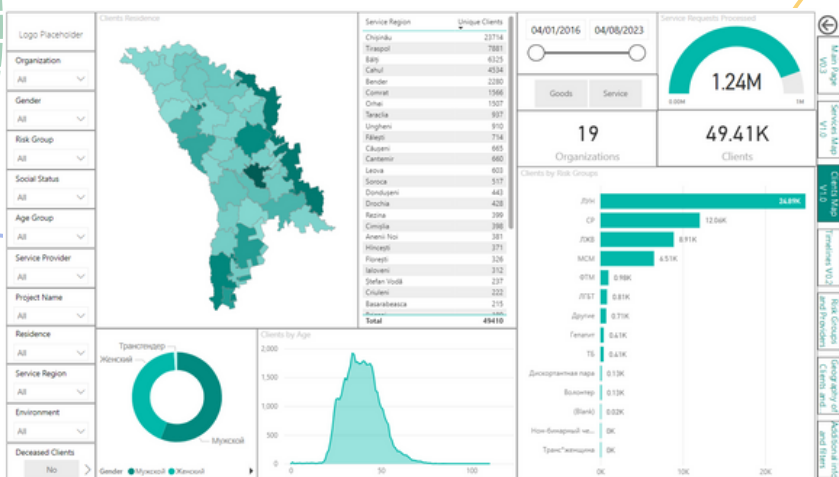 Clients Residence
Logo Placeholder
Organization
All
Gender
All
Risk Group
All
Social Status
All
Age Group
All
Service Provider
All
Project Name
All
Residence
All
Service Region
All
Environment
All
Deceased Clients
No
Service Region Unique Clients
Chișinău 23714
Tiraspol 7881
Bălți 6325
Cahul 4534
Bender 2280
Comrat 1566
Orhei 1507
Taraclia 937
Ungheni 910
Fălești 714
Căușeni 665
Cantemir 660
Leova 603
Soroca 517
Dondușeni 443
Drochia 428
Rezina 399
Cimișlia 398
Anenii Noi 381
Hîncești 371
Florești 326
Ialoveni 312
Ștefan Vodă 237
Criuleni 222
Basarabeasca 215
Total 49410
04/01/2016 04/08/2023
Goods Service
Service Requests Processed
1.24M
0.00M 1M
19
Organizations
49.41K
Clients
Clients by Risk Groups
ЛУН 24.89K
СР 12.06K
ЛЖВ 8.91K
МСМ 6.51K
ФТМ 0.98K
ЛГБТ 0.81K
Другие 0.71K
Гепатит 0.41K
ТБ 0.41K
Дискордантная пара 0.13K
Волонтер 0.13K
(Blank) 0.02K
Нон-бинарный че... 0K
Транс*женщина 0K
0K 10K 20K
Трансгендер
Женский
Мужской
Gender Мужской Женский
Clients by Age
2,000
1,500
1,000
500
0
0 50 100
Main Page
V0.3
Services Map
V1.0
Clients Map
V1.0
Timelines V0.2
Risk Groups
and Providers
Geography of
Clients and
Additional info
and filters